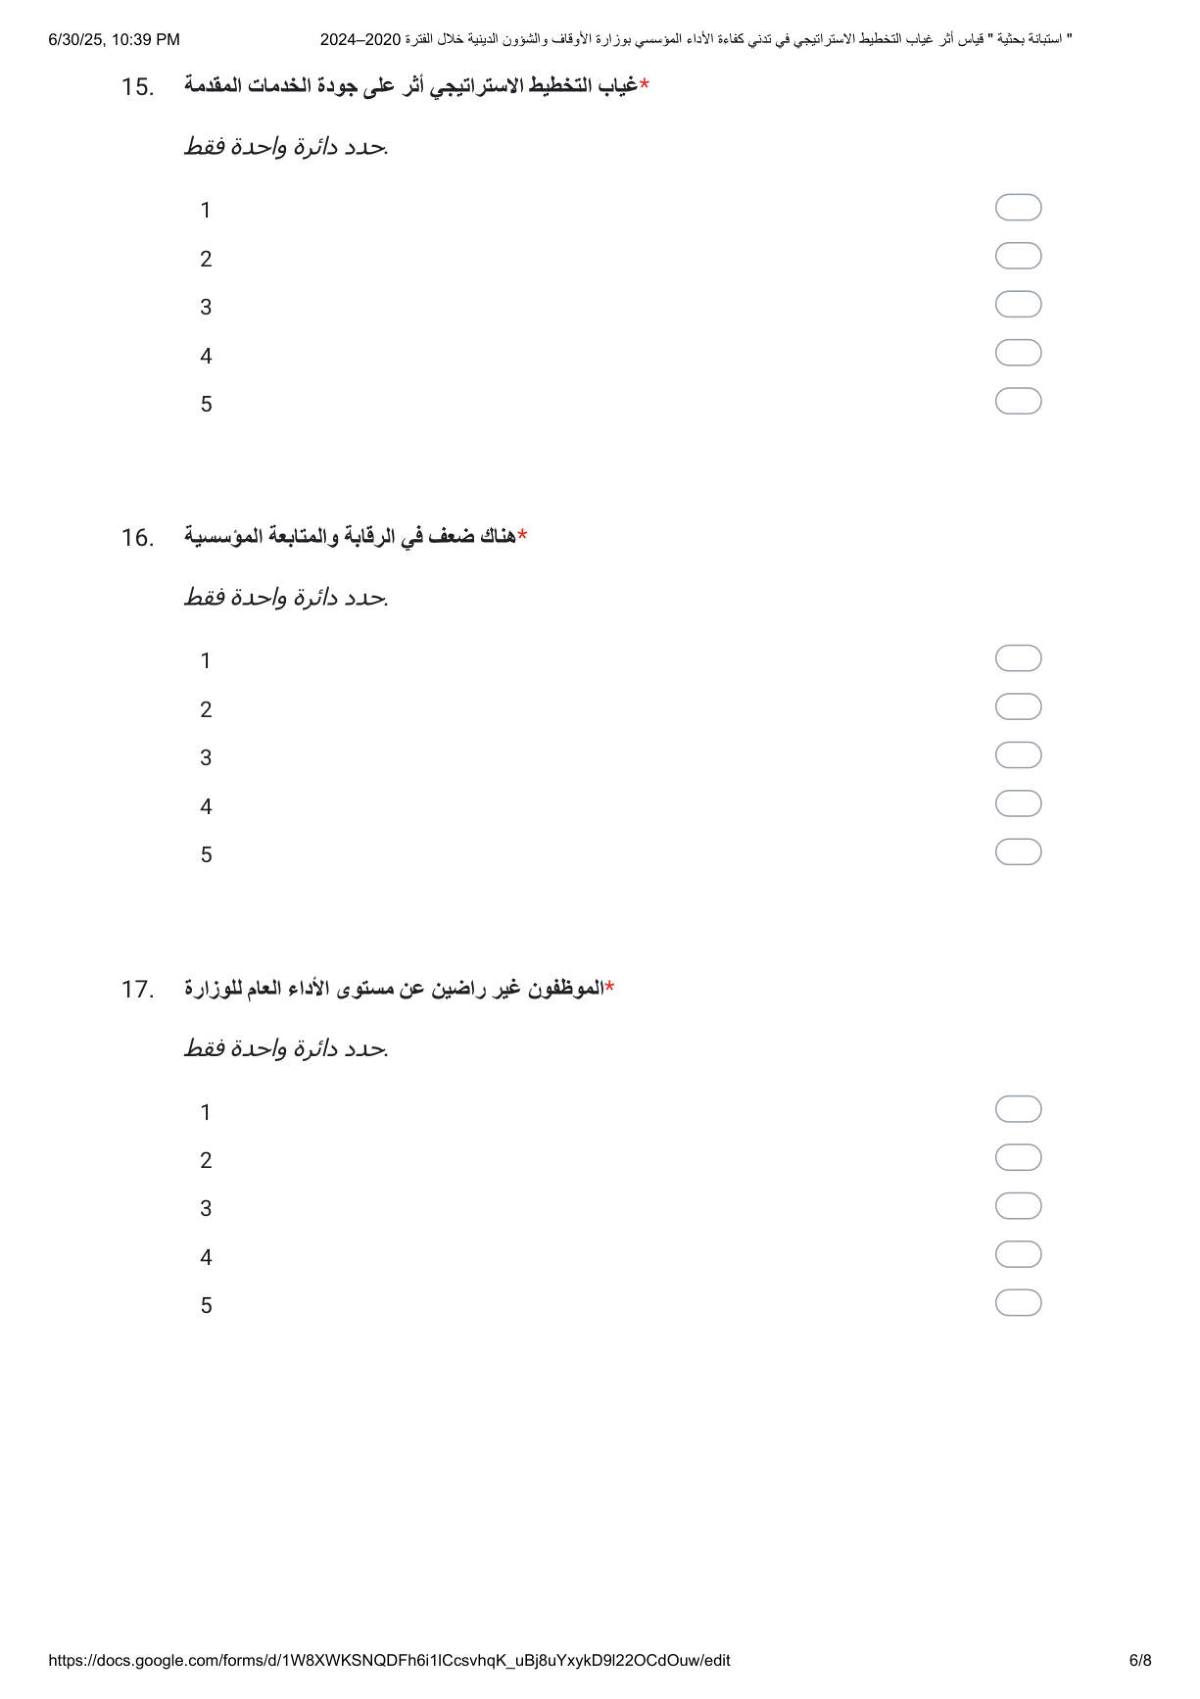 6/30/25, 10:39 PM
" استبانة بحثية " قياس أثر غياب التخطيط الاستراتيجي في تدني كفاءة الأداء المؤسسي بوزارة الأوقاف والشؤون الدينية خلال الفترة 2020–2024
15. غياب التخطيط الاستراتيجي أثر على جودة الخدمات المقدمة*
حدد دائرة واحدة فقط.
1
2
3
4
5
16. هناك ضعف في الرقابة والمتابعة المؤسسية*
حدد دائرة واحدة فقط.
1
2
3
4
5
17. الموظفون غير راضين عن مستوى الأداء العام للوزارة*
حدد دائرة واحدة فقط.
1
2
3
4
5
https://docs.google.com/forms/d/1W8XWKSNQDFh6i1lCcsvhqK_uBj8uYxykD9l22OCdOuw/edit
6/8